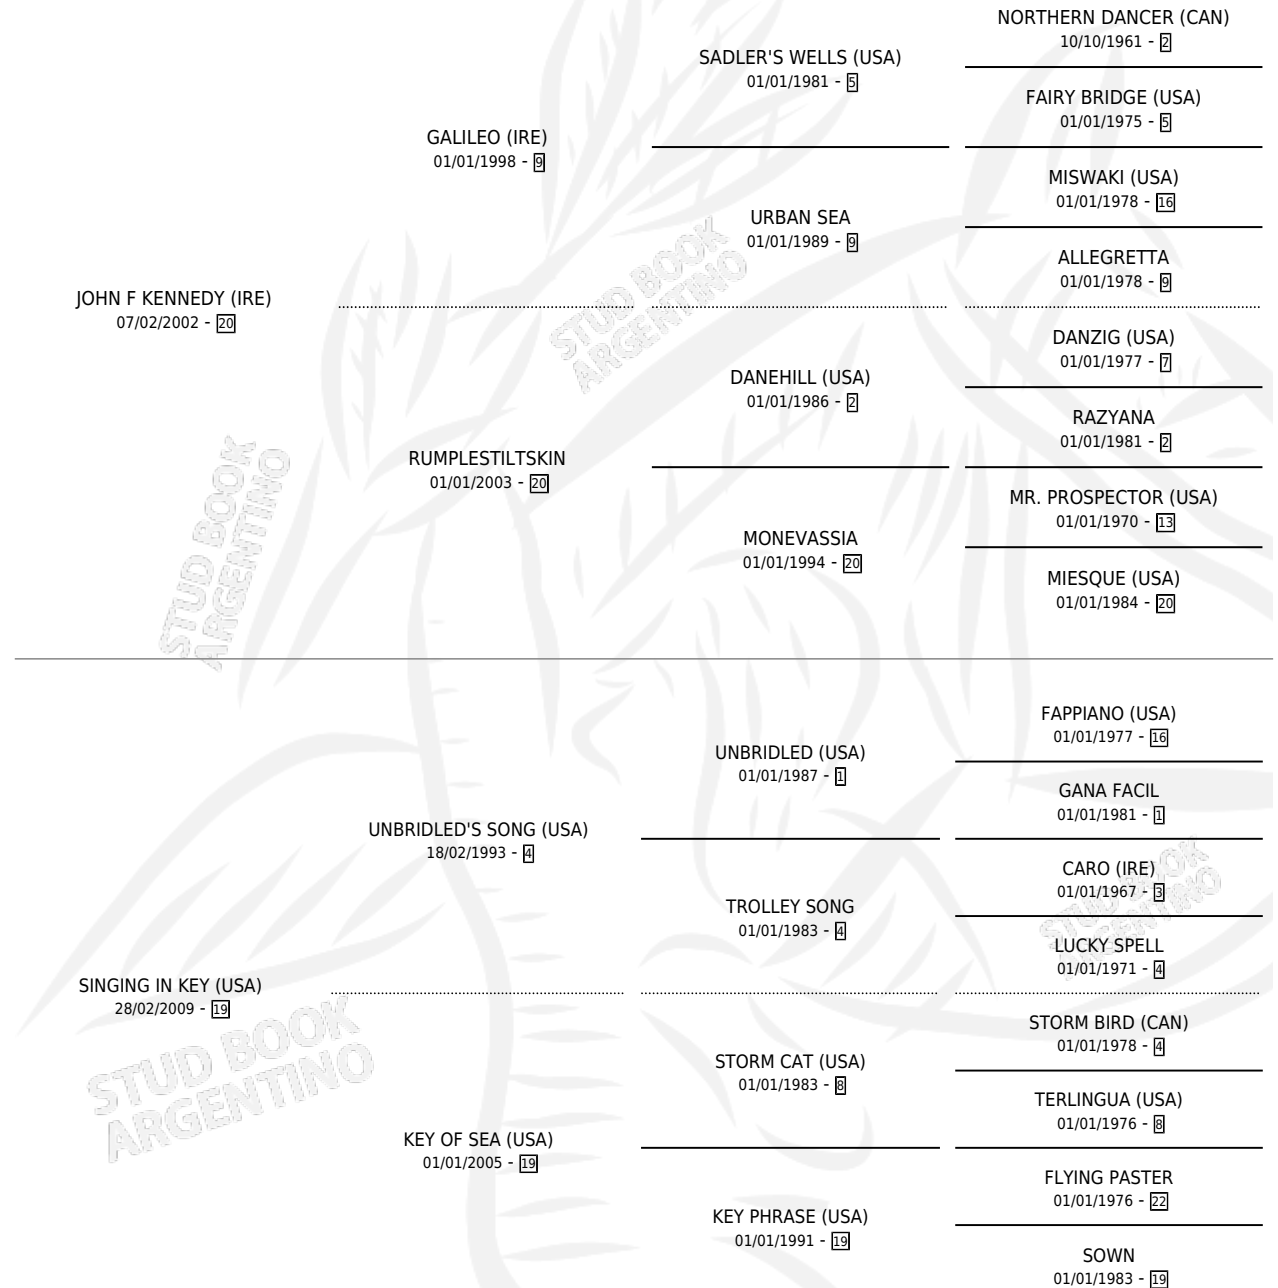 NORTHERN DANCER (CAN)
10/10/1961 - 2
SADLER'S WELLS (USA)
01/01/1981 - 5
FAIRY BRIDGE (USA)
01/01/1975 - 5
GALILEO (IRE)
01/01/1998 - 9
MISWAKI (USA)
01/01/1978 - 16
URBAN SEA
01/01/1989 - 9
ALLEGRETTA
01/01/1978 - 9
JOHN F KENNEDY (IRE)
07/02/2002 - 20
DANZIG (USA)
01/01/1977 - 7
DANEHILL (USA)
01/01/1986 - 2
RAZYANA
01/01/1981 - 2
RUMPLESTILTSKIN
01/01/2003 - 20
MR. PROSPECTOR (USA)
01/01/1970 - 13
MONEVASSIA
01/01/1994 - 20
MIESQUE (USA)
01/01/1984 - 20
STUD BOOK
ARGENTINO
STUD BOOK
ARGENTINO
FAPPIANO (USA)
01/01/1977 - 16
UNBRIDLED (USA)
01/01/1987 - 1
GANA FACIL
01/01/1981 - 1
UNBRIDLED'S SONG (USA)
18/02/1993 - 4
CARO (IRE)
01/01/1967 - 3
TROLLEY SONG
01/01/1983 - 4
LUCKY SPELL
01/01/1971 - 4
STUD BOOK
ARGENTINO
SINGING IN KEY (USA)
28/02/2009 - 19
STORM BIRD (CAN)
01/01/1978 - 4
STORM CAT (USA)
01/01/1983 - 8
TERLINGUA (USA)
01/01/1976 - 8
STUD BOOK
ARGENTINO
KEY OF SEA (USA)
01/01/2005 - 19
FLYING PASTER
01/01/1976 - 22
KEY PHRASE (USA)
01/01/1991 - 19
SOWN
01/01/1983 - 19